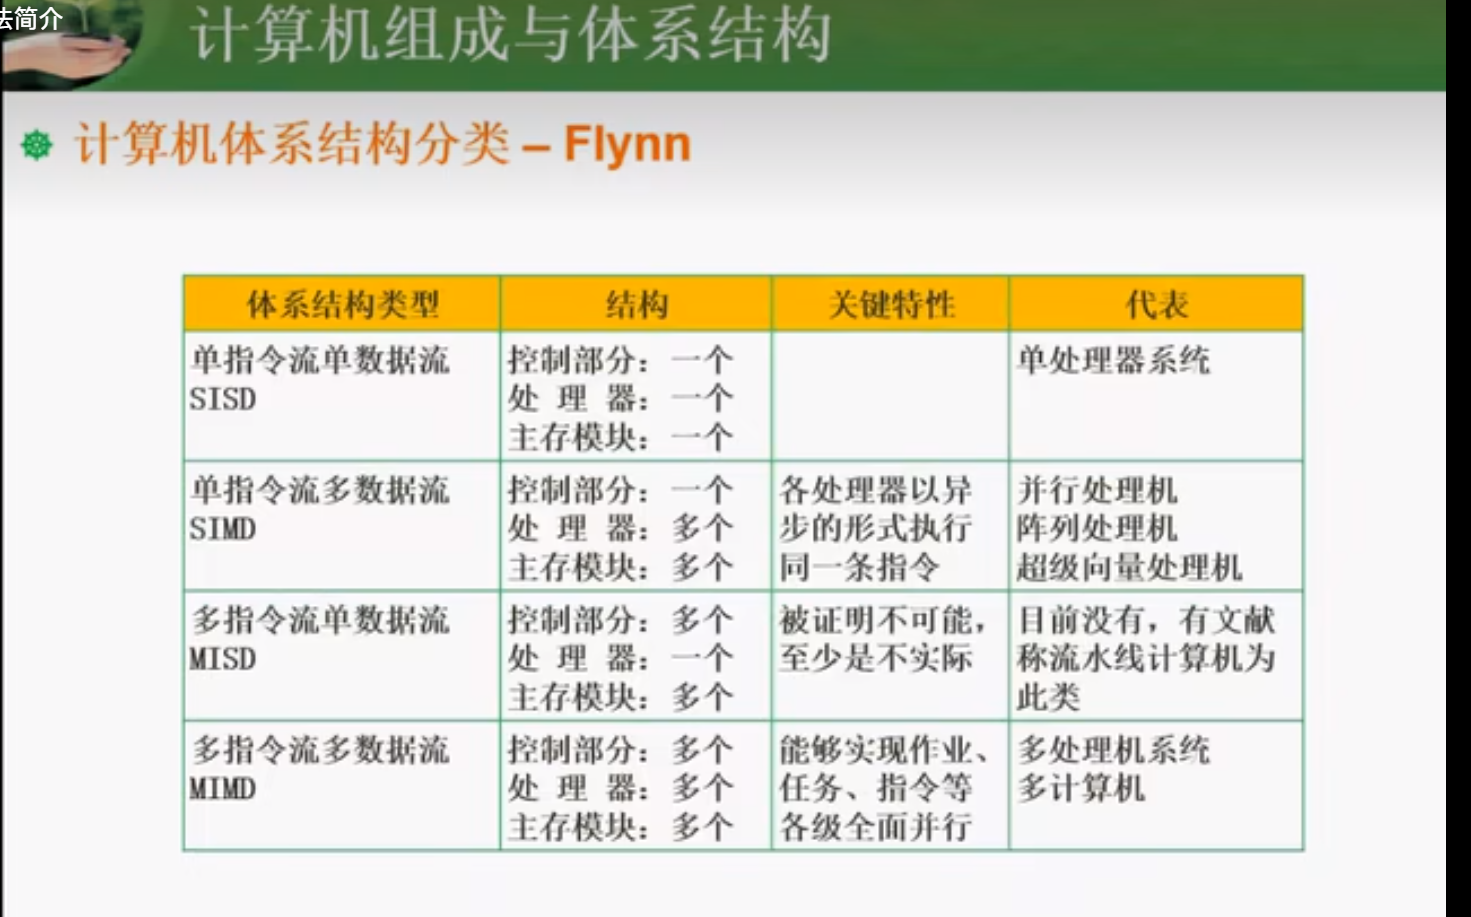 法简介
计算机组成与体系结构
计算机体系结构分类 – Flynn
体系结构类型 结构 关键特性 代表
单指令流单数据流
SISD
控制部分：一个
处 理 器：一个
主存模块：一个
单处理器系统
单指令流多数据流
SIMD
控制部分：一个
处 理 器：多个
主存模块：多个
各处理器以异
步的形式执行
同一条指令
并行处理机
阵列处理机
超级向量处理机
多指令流单数据流
MISD
控制部分：多个
处 理 器：一个
主存模块：多个
被证明不可能，
至少是不实际
目前没有，有文献
称流水线计算机为
此类
多指令流多数据流
MIMD
控制部分：多个
处 理 器：多个
主存模块：多个
能够实现作业、
任务、指令等
各级全面并行
多处理机系统
多计算机